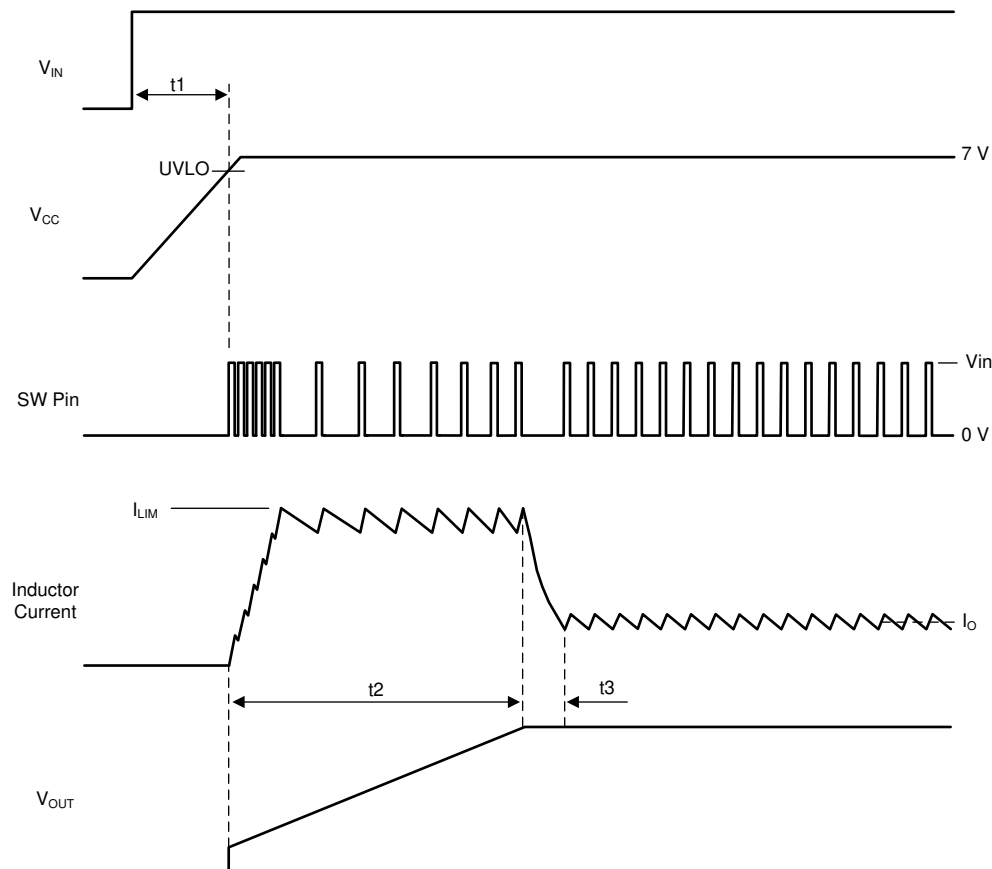 V_IN
t1
UVLO
7 V
V_CC
Vin
SW Pin
0 V
I_LIM
Inductor
Current
I_O
t2
t3
V_OUT